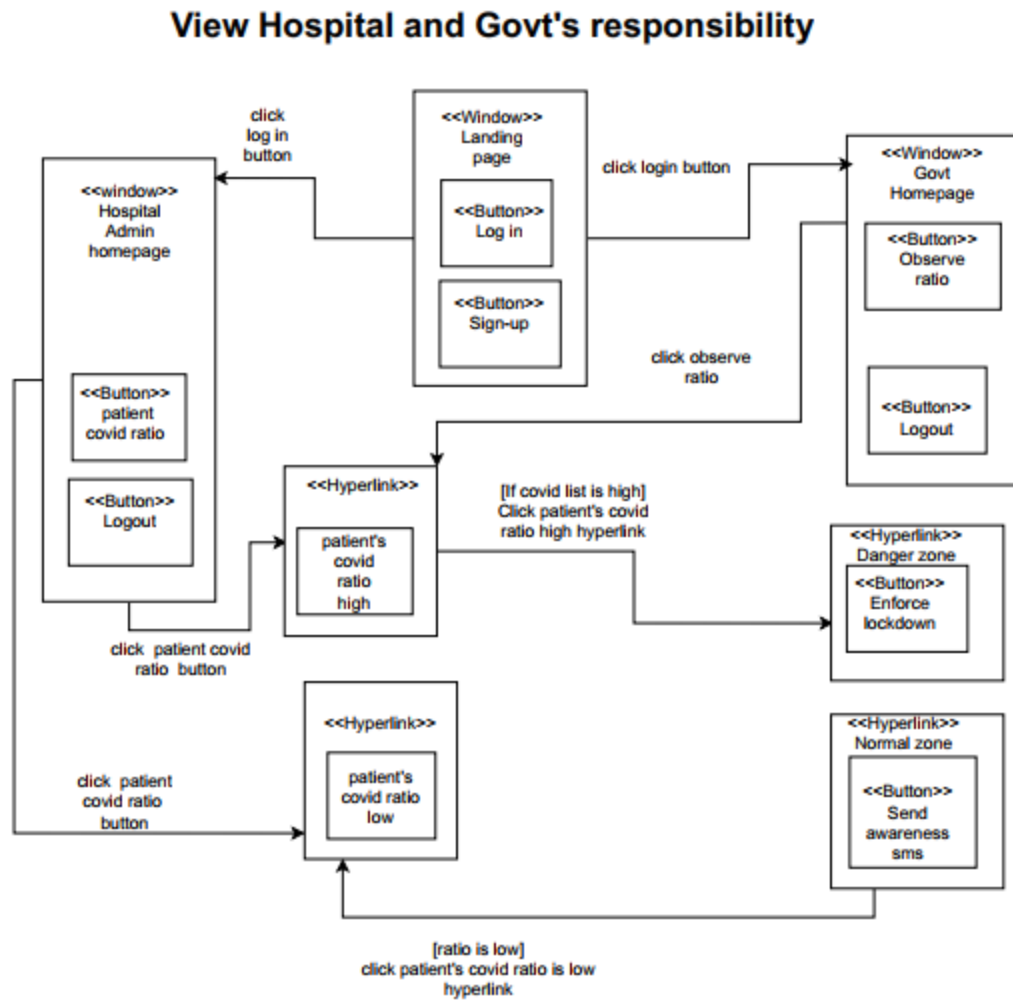 View Hospital and Govt's responsibility
click
log in
button
<<Window>>
Landing
page
<<Button>>
Log in
<<Button>>
Sign-up
click login button
<<Window>>
Govt
Homepage
<<Button>>
Observe
ratio
<<Button>>
Logout
<<window>>
Hospital
Admin
homepage
<<Button>>
patient
covid ratio
<<Button>>
Logout
click observe
ratio
<<Hyperlink>>
patient's
covid
ratio
high
[If covid list is high]
Click patient's covid
ratio high hyperlink
<<Hyperlink>>
Danger zone
<<Button>>
Enforce
lockdown
click patient covid
ratio button
<<Hyperlink>>
patient's
covid ratio
low
<<Hyperlink>>
Normal zone
<<Button>>
Send
awareness
sms
click patient
covid ratio
button
[ratio is low]
click patient's covid ratio is low
hyperlink